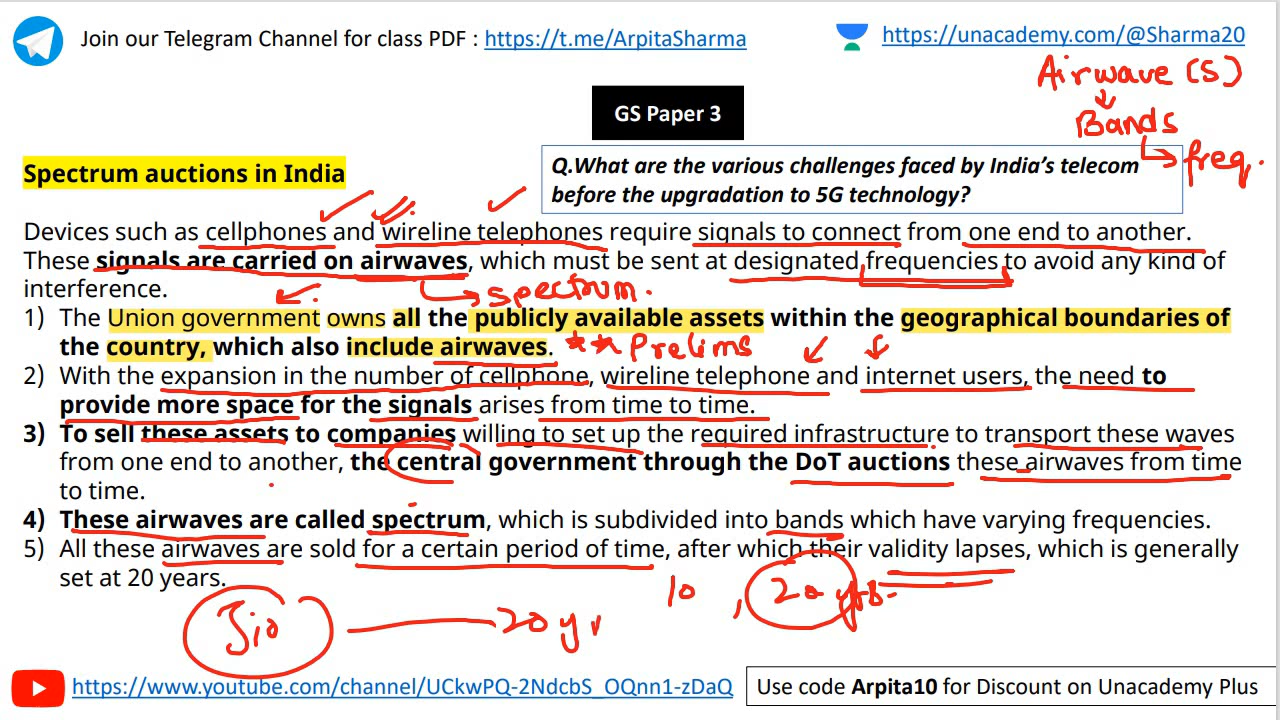 Join our Telegram Channel for class PDF : https://t.me/ArpitaSharma
https://unacademy.com/@Sharma20
Airwave (S)
Bands
freq.
GS Paper 3
Spectrum auctions in India
Q.What are the various challenges faced by India’s telecom
before the upgradation to 5G technology?
Devices such as cellphones and wireline telephones require signals to connect from one end to another.
These signals are carried on airwaves, which must be sent at designated frequencies to avoid any kind of
interference.
spectrum.
1) The Union government owns all the publicly available assets within the geographical boundaries of
the country, which also include airwaves.
** Prelims
2) With the expansion in the number of cellphone, wireline telephone and internet users, the need to
provide more space for the signals arises from time to time.
3) To sell these assets to companies willing to set up the required infrastructure to transport these waves
from one end to another, the central government through the DoT auctions these airwaves from time
to time.
4) These airwaves are called spectrum, which is subdivided into bands which have varying frequencies.
5) All these airwaves are sold for a certain period of time, after which their validity lapses, which is generally
set at 20 years.
10 , 20 yrs.
Jio 20 yr
https://www.youtube.com/channel/UCkwPQ-2NdcbS_OQnn1-zDaQ
Use code Arpita10 for Discount on Unacademy Plus